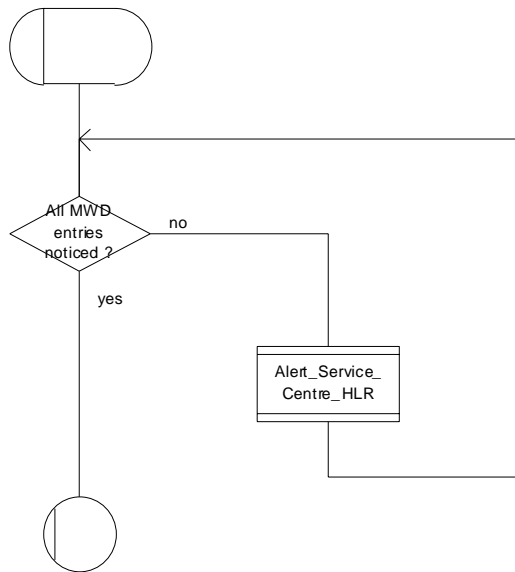 All MWD
entries
noticed ?
no
yes
Alert_Service_
Centre_HLR